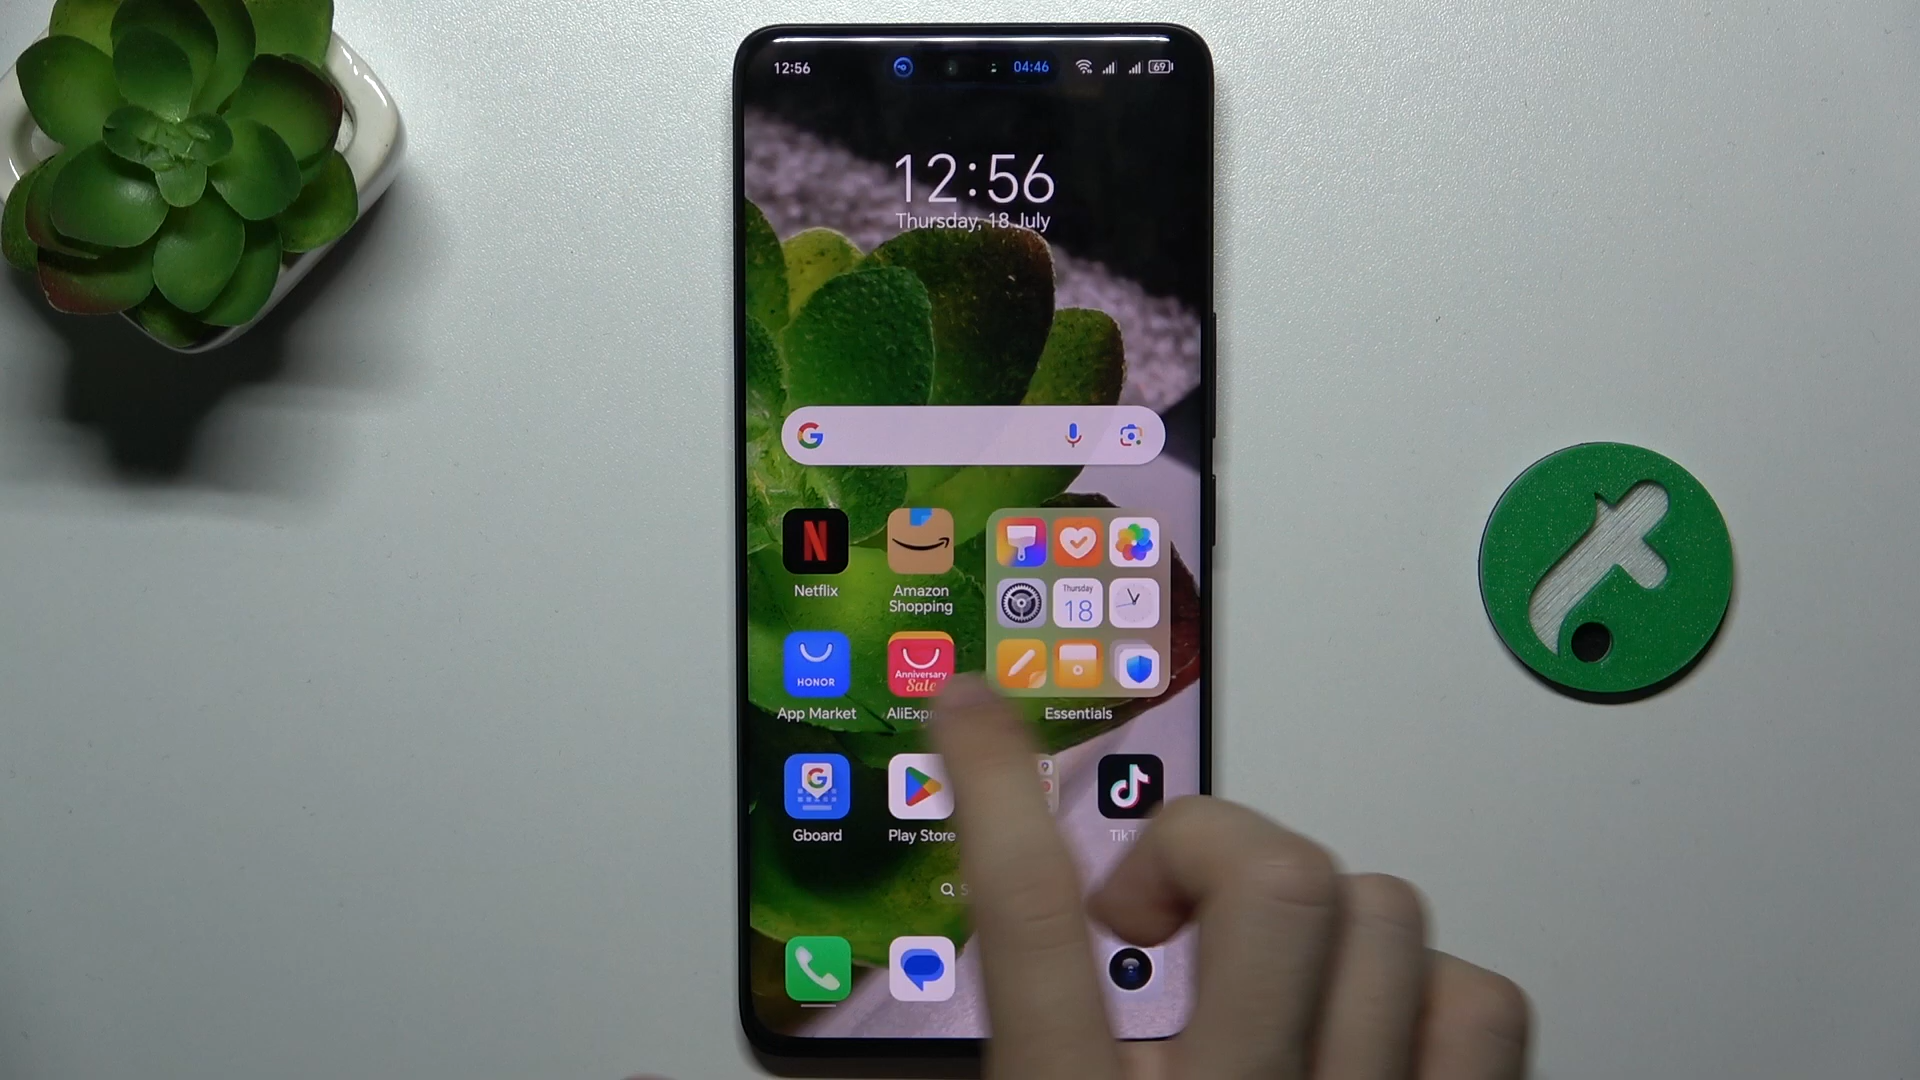 12:56
04:46
69
12:56
Thursday, 18 July
Netflix
Amazon
Shopping
Thursday
18
HONOR
Anniversary
Sale
App Market
Essentials
Gboard
Play Store